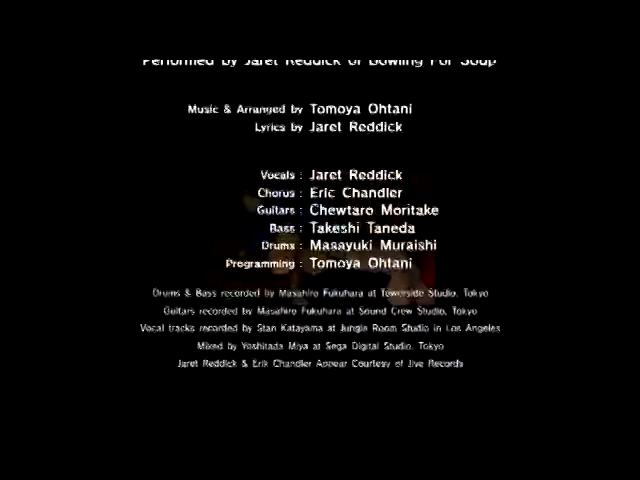 Performed by Jaret Reddick of Bowling For Soup
Music & Arranged by Tomoya Ohtani
Lyrics by Jaret Reddick
Vocals : Jaret Reddick
Chorus : Eric Chandler
Guitars : Chewtaro Moritake
Bass : Takeshi Taneda
Drums : Masayuki Muraishi
Programming : Tomoya Ohtani
Drums & Bass recorded by Masahiro Fukuhara at Towerside Studio, Tokyo
Guitars recorded by Masahiro Fukuhara at Sound Crew Studio, Tokyo
Vocal tracks recorded by Stan Katayama at Jungle Room Studio in Los Angeles
Mixed by Yoshitada Miya at Sega Digital Studio, Tokyo
Jaret Reddick & Erik Chandler Appear Courtesy of Jive Records